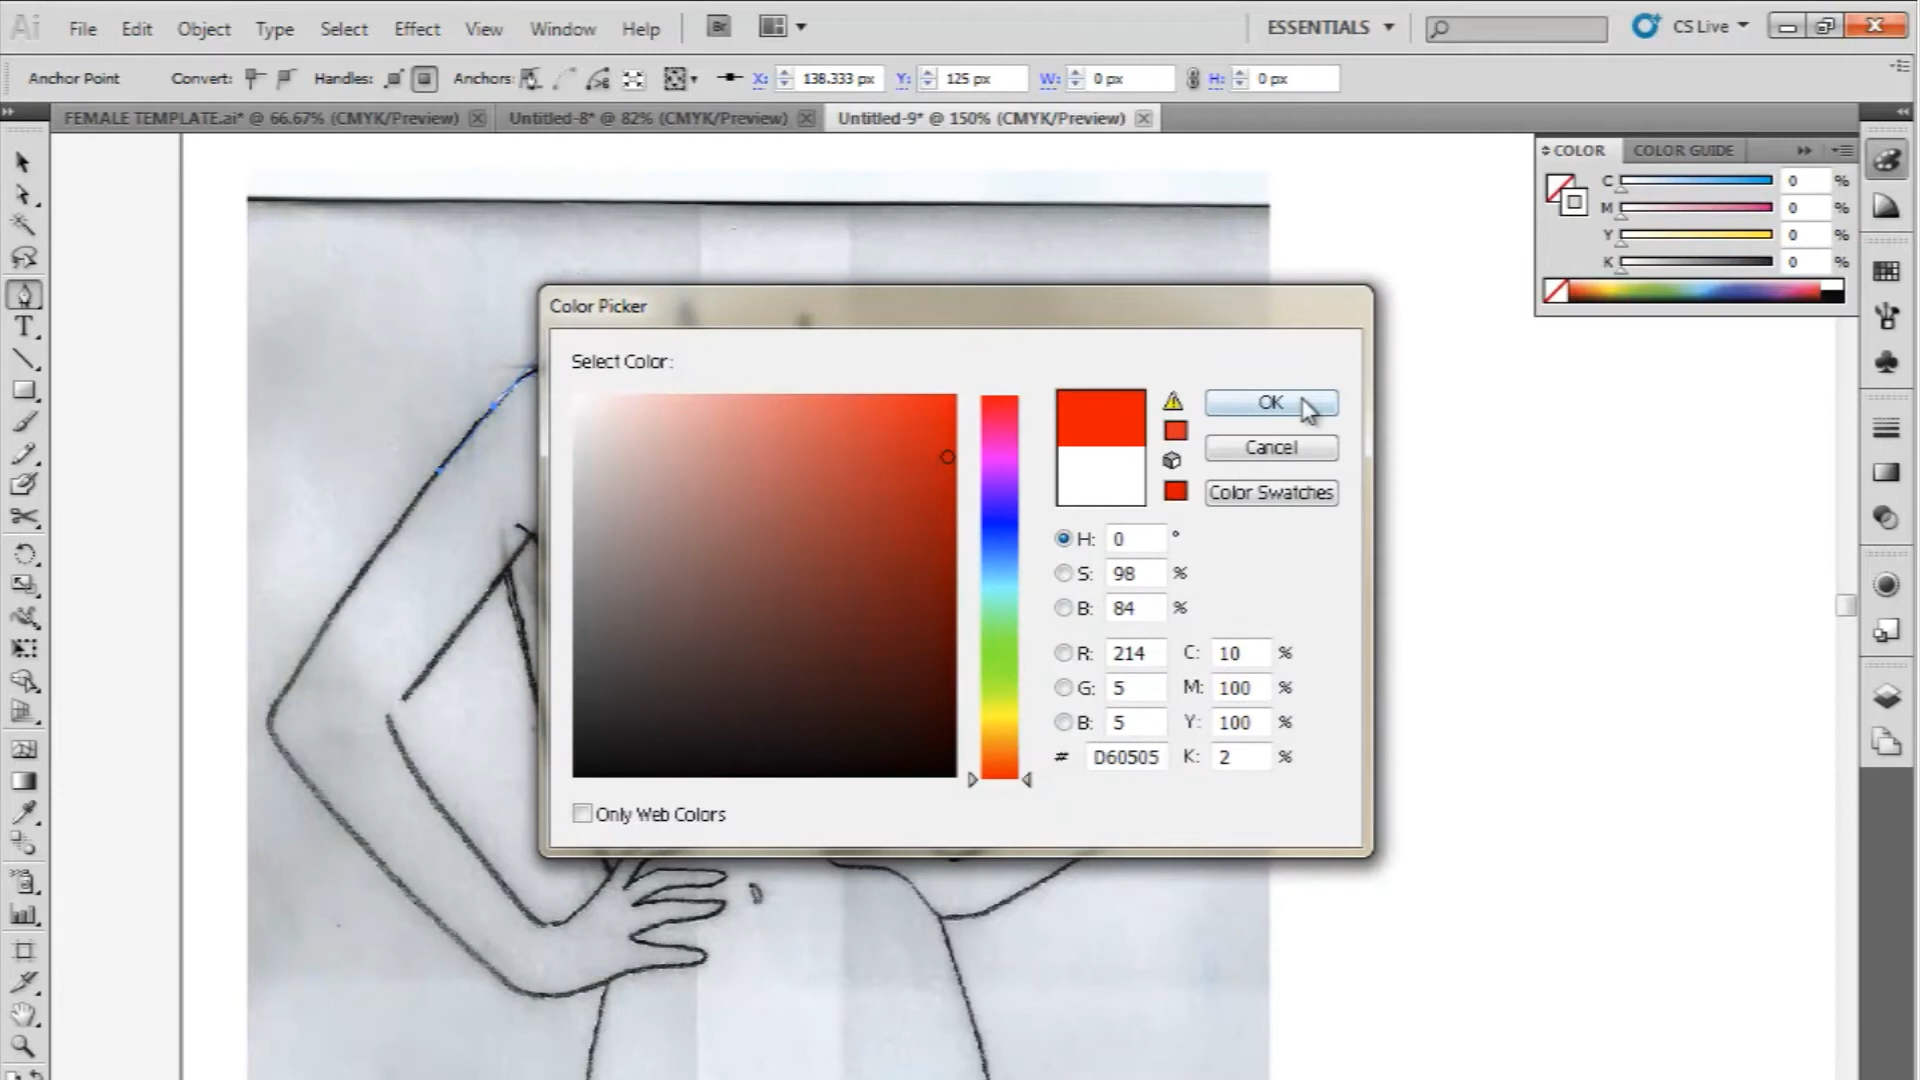 Ai File Edit Object Type Select Effect View Window Help Br ESSENTIALS CS Live
Anchor Point Convert: Handles: Anchors: X: 138.333 px Y: 125 px W: 0 px H: 0 px
FEMALE TEMPLATE.ai* @ 66.67% (CMYK/Preview) Untitled-8* @ 82% (CMYK/Preview) Untitled-9* @ 150% (CMYK/Preview)
COLOR COLOR GUIDE
C 0 %
M 0 %
Y 0 %
K 0 %
Color Picker
Select Color:
OK
Cancel
Color Swatches
H: 0 °
S: 98 %
B: 84 %
R: 214 C: 10 %
G: 5 M: 100 %
B: 5 Y: 100 %
# D60505 K: 2 %
Only Web Colors